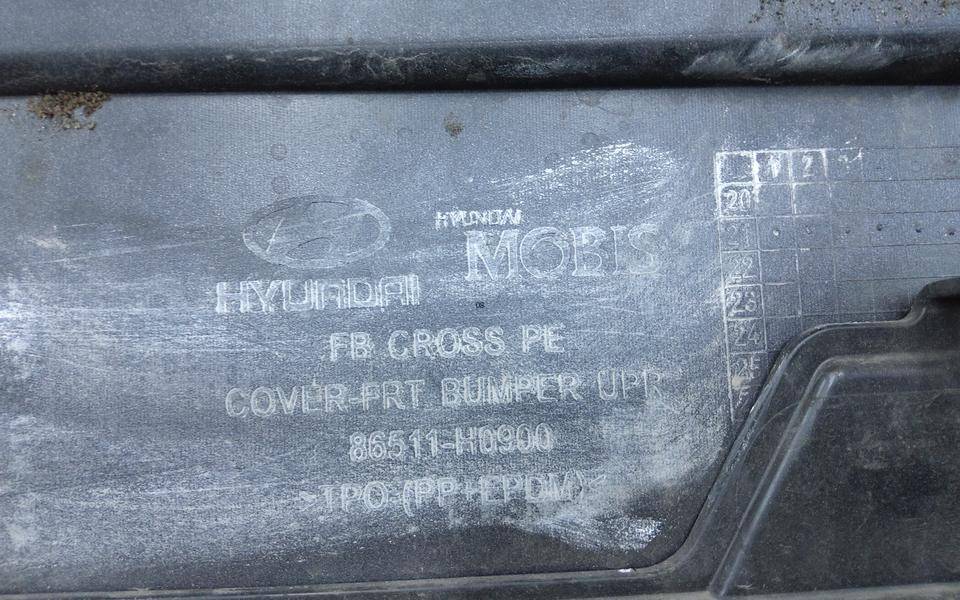 HYUNDAI
HYUNDAI
MOBIS
FB CROSS PE
COVER-FRT BUMPER UPR
86511-H0900
>TPO (PP+EPDM)<
1 2
20
21
22
23
24